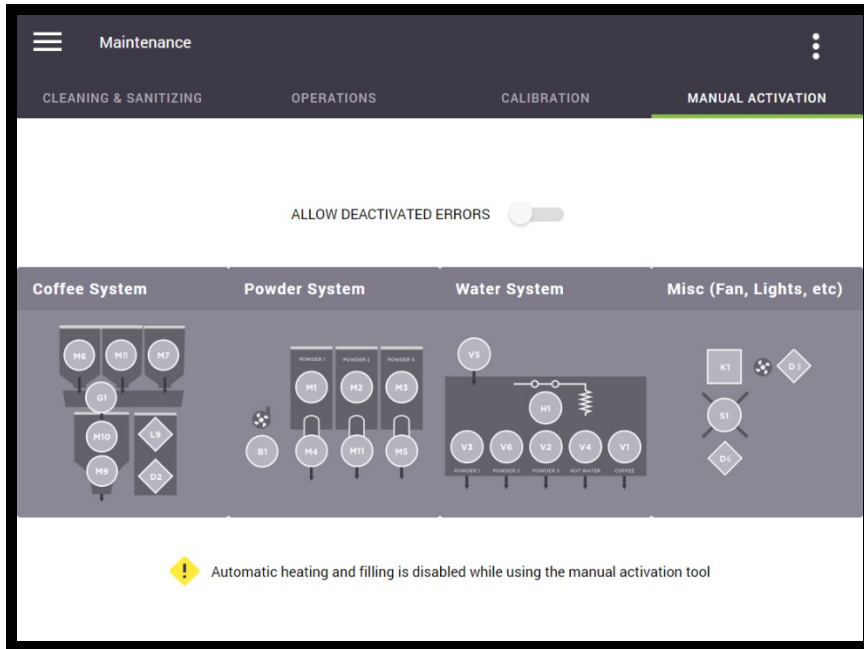 Maintenance
CLEANING & SANITIZING OPERATIONS CALIBRATION MANUAL ACTIVATION
ALLOW DEACTIVATED ERRORS
Coffee System Powder System Water System Misc (Fan, Lights, etc)
M6 M8 M7
G1
M10 L9
M9 D2
POWDER 1 POWDER 2 POWDER 3
M1 M2 M3
B1 M4 M11 M5
V5
H1
V3 V6 V2 V4 V1
POWDER 1 POWDER 2 POWDER 3 HOT WATER COFFEE
K1 D3
S1
D6
Automatic heating and filling is disabled while using the manual activation tool